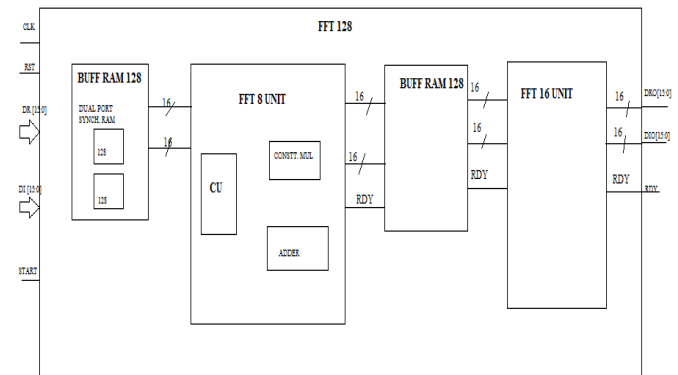 FFT 128
CLK
RST
DR [15:0]
DI [15:0]
START
BUFF RAM 128
DUAL PORT
SYNCH. RAM
128
128
16
16
FFT 8 UNIT
CU
CONSTT. MUL
ADDER
16
16
RDY
BUFF RAM 128
16
16
RDY
FFT 16 UNIT
16
16
RDY
DRO[15:0]
DIO[15:0]
RDY